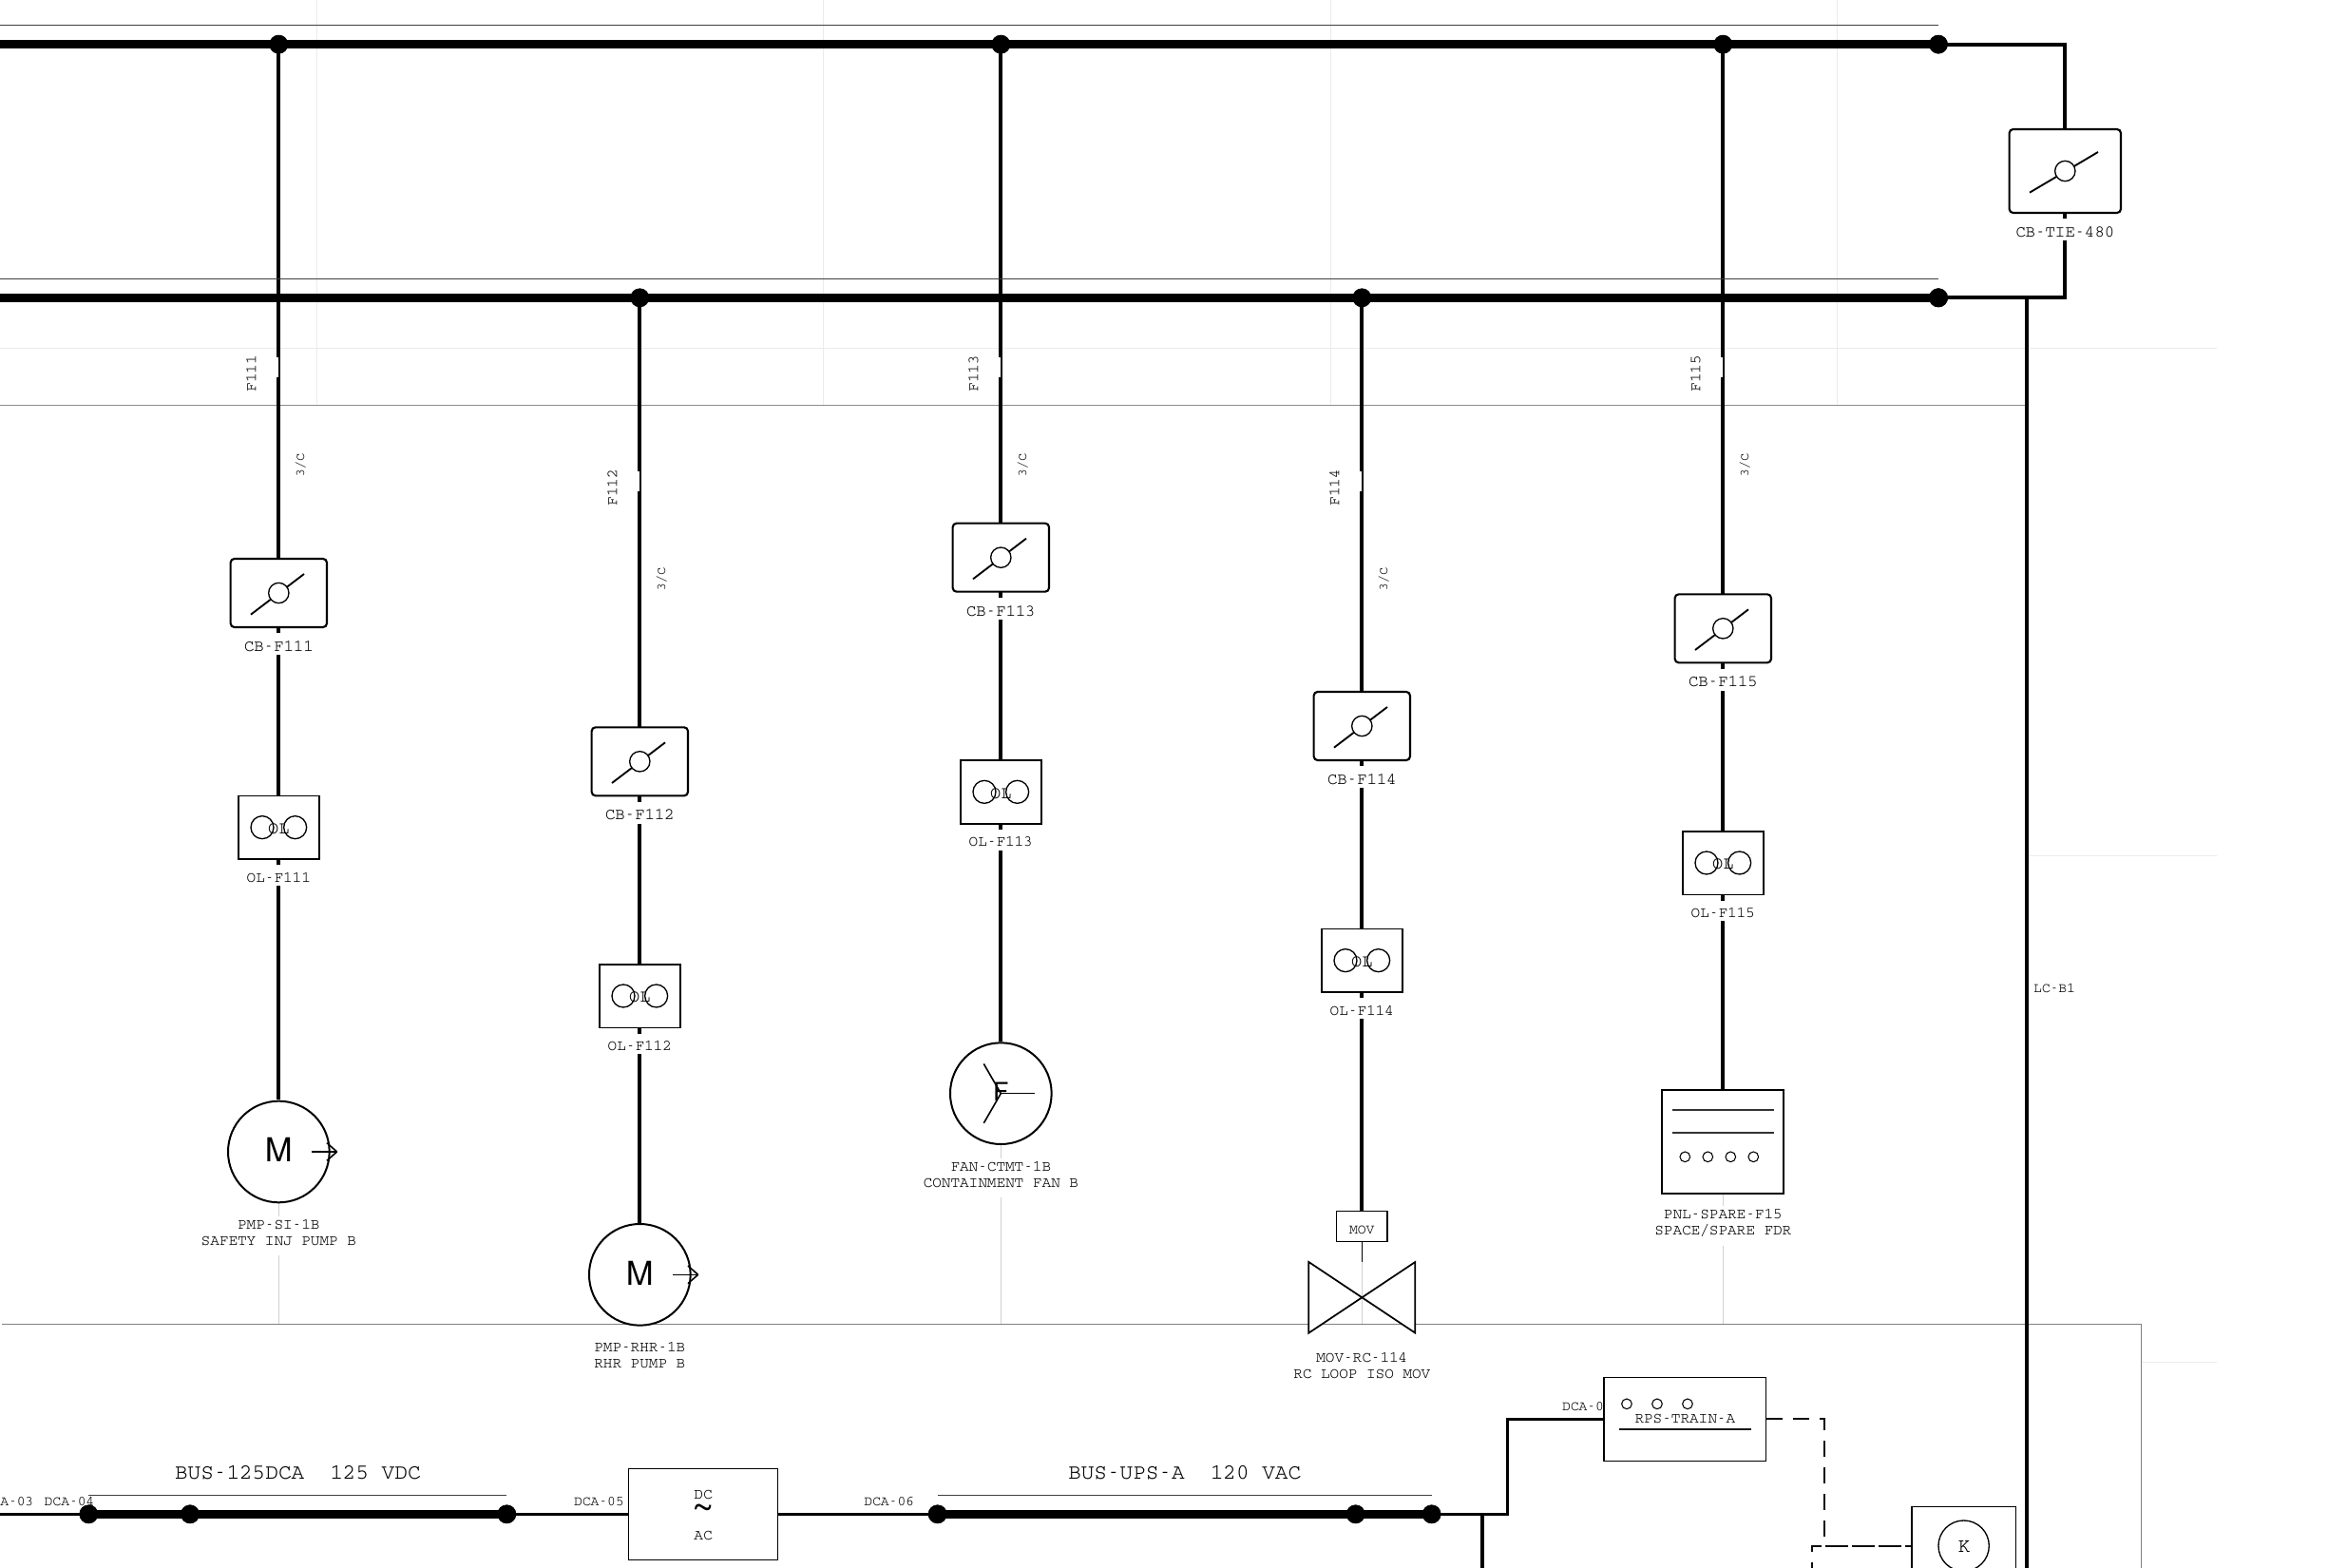 CB-TIE-480
F111
F113
F115
3/C
3/C
3/C
F112
F114
3/C
3/C
CB-F113
CB-F111
CB-F115
CB-F114
CB-F112
OL
OL-F113
OL
OL-F111
OL
OL-F115
OL
OL-F114
OL
OL-F112
LC-B1
F
FAN-CTMT-1B
CONTAINMENT FAN B
M
PMP-SI-1B
SAFETY INJ PUMP B
PNL-SPARE-F15
SPACE/SPARE FDR
MOV
M
PMP-RHR-1B
RHR PUMP B
MOV-RC-114
RC LOOP ISO MOV
DCA-0
RPS-TRAIN-A
BUS-125DCA 125 VDC
BUS-UPS-A 120 VAC
A-03
DCA-04
DCA-05
DC
~
AC
DCA-06
K